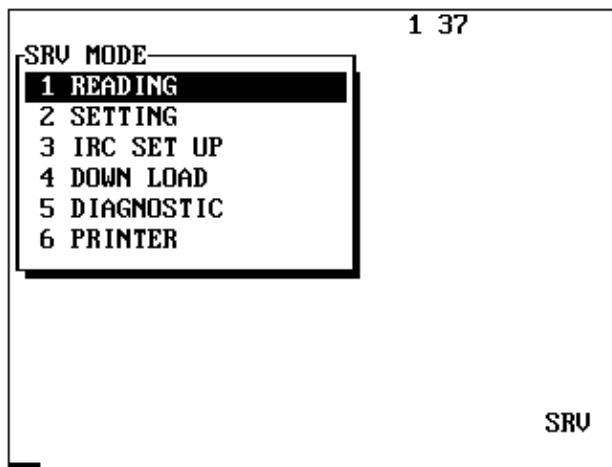 1 37
SRV MODE
1 READING
2 SETTING
3 IRC SET UP
4 DOWN LOAD
5 DIAGNOSTIC
6 PRINTER
SRV